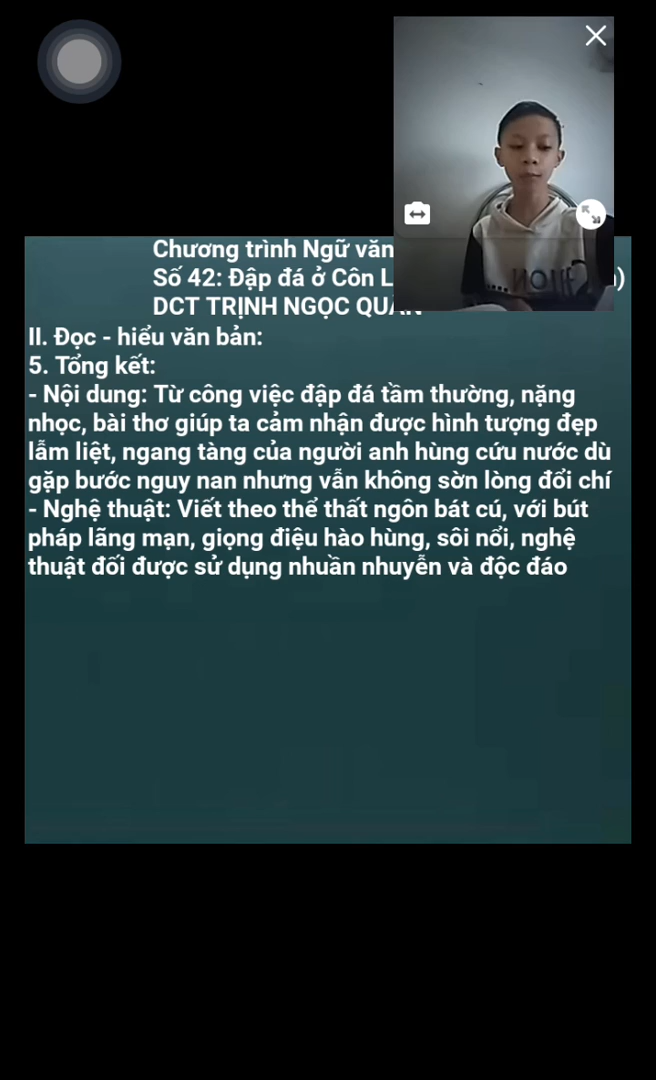 Chương trình Ngữ văn
Số 42: Đập đá ở Côn
DCT TRỊNH NGỌC
II. Đọc - hiểu văn bản:
5. Tổng kết:
- Nội dung: Từ công việc đập đá tầm thường, nặng
nhọc, bài thơ giúp ta cảm nhận được hình tượng đẹp
lẫm liệt, ngang tàng của người anh hùng cứu nước dù
gặp bước nguy nan nhưng vẫn không sờn lòng đổi chí
- Nghệ thuật: Viết theo thể thất ngôn bát cú, với bút
pháp lãng mạn, giọng điệu hào hùng, sôi nổi, nghệ
thuật đối được sử dụng nhuần nhuyễn và độc đáo